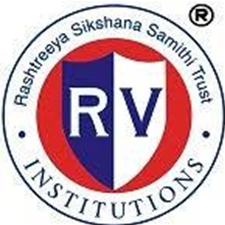 ®
Rashtreeya Sikshana Samithi Trust
RV
• INSTITUTIONS •